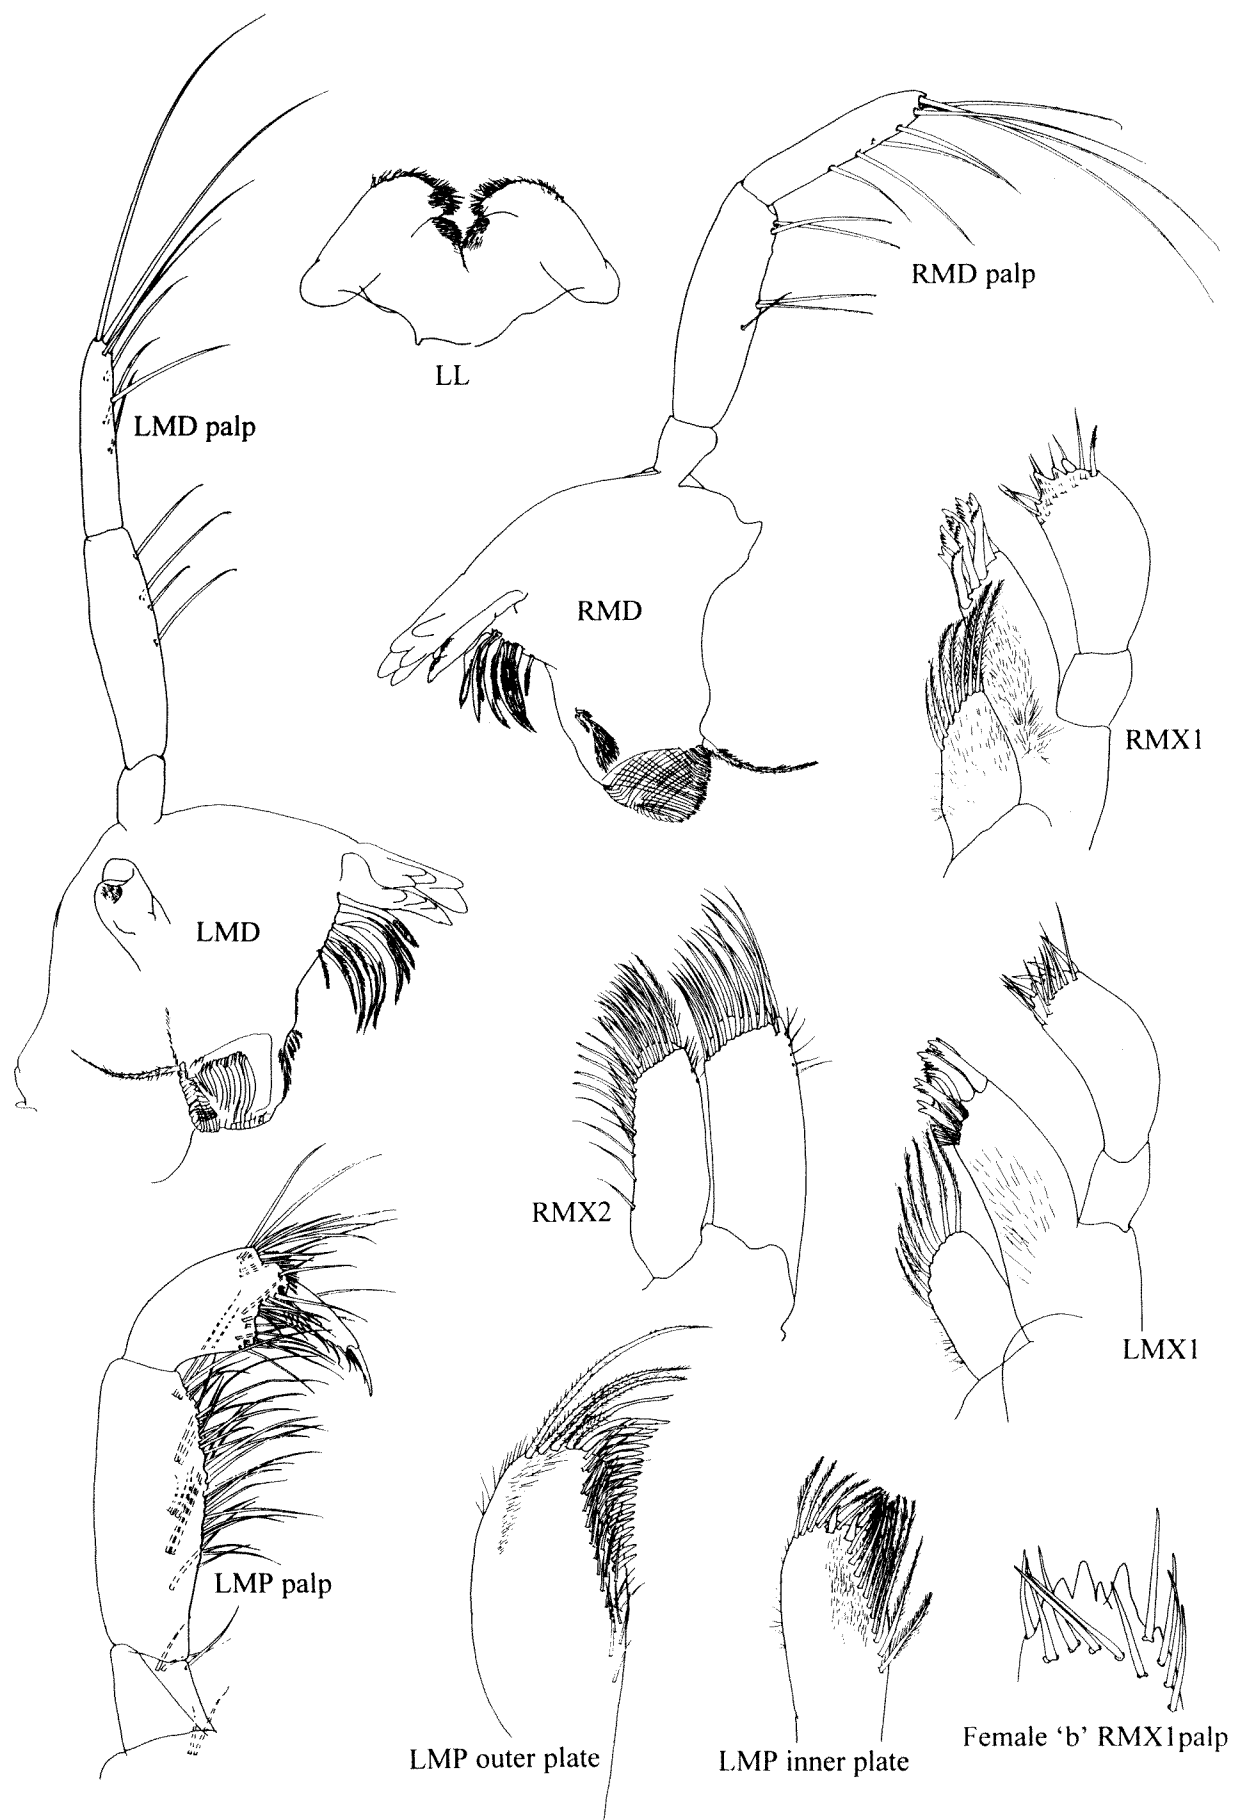 RMD palp
LL
LMD palp
RMD
RMX1
LMD
RMX2
LMX1
LMP palp
LMP outer plate
LMP inner plate
Female ‘b’ RMX1palp